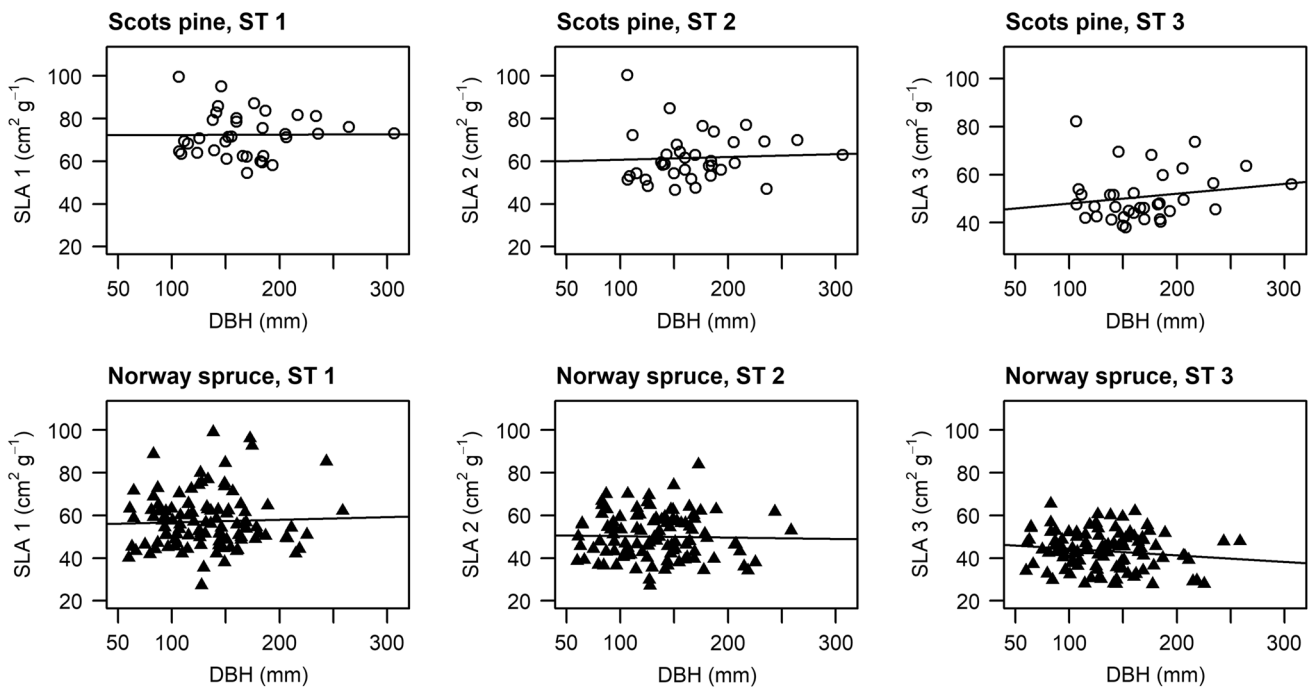 Scots pine, ST 1
SLA 1 (cm² g⁻¹)
100
80
60
40
20
50 100 200 300
DBH (mm)
Scots pine, ST 2
SLA 2 (cm² g⁻¹)
100
80
60
40
20
50 100 200 300
DBH (mm)
Scots pine, ST 3
SLA 3 (cm² g⁻¹)
100
80
60
40
50 100 200 300
DBH (mm)
Norway spruce, ST 1
SLA 1 (cm² g⁻¹)
100
80
60
40
20
50 100 200 300
DBH (mm)
Norway spruce, ST 2
SLA 2 (cm² g⁻¹)
100
80
60
40
20
50 100 200 300
DBH (mm)
Norway spruce, ST 3
SLA 3 (cm² g⁻¹)
100
80
60
40
20
50 100 200 300
DBH (mm)